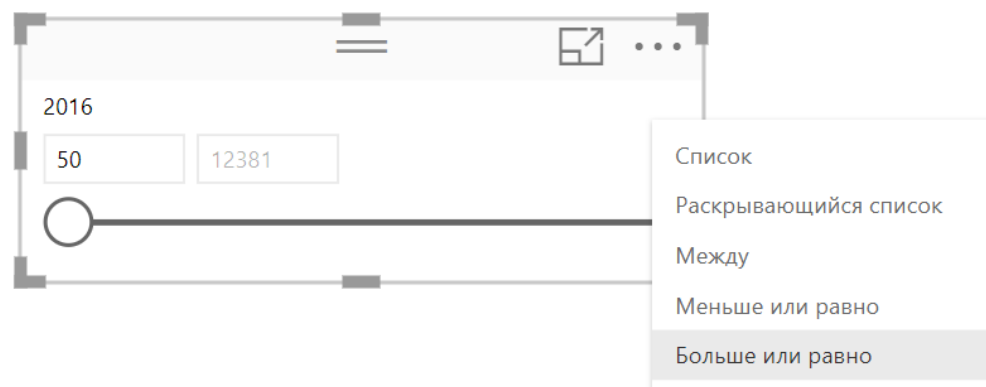 2016
50 12381
Список
Раскрывающийся список
Между
Меньше или равно
Больше или равно